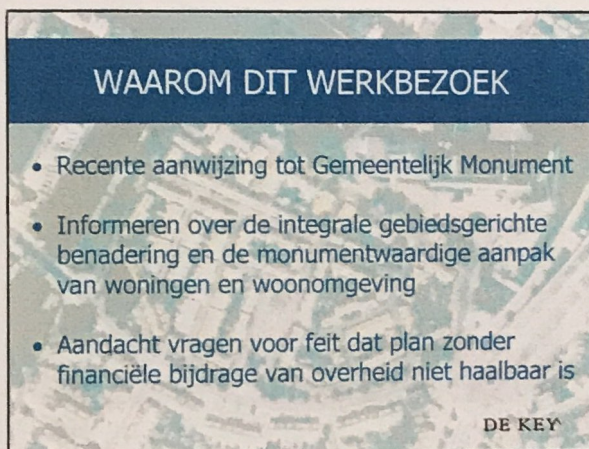 WAAROM DIT WERKBEZOEK
• Recente aanwijzing tot Gemeentelijk Monument
• Informeren over de integrale gebiedsgerichte
benadering en de monumentwaardige aanpak
van woningen en woonomgeving
• Aandacht vragen voor feit dat plan zonder
financiële bijdrage van overheid niet haalbaar is
DE KEY